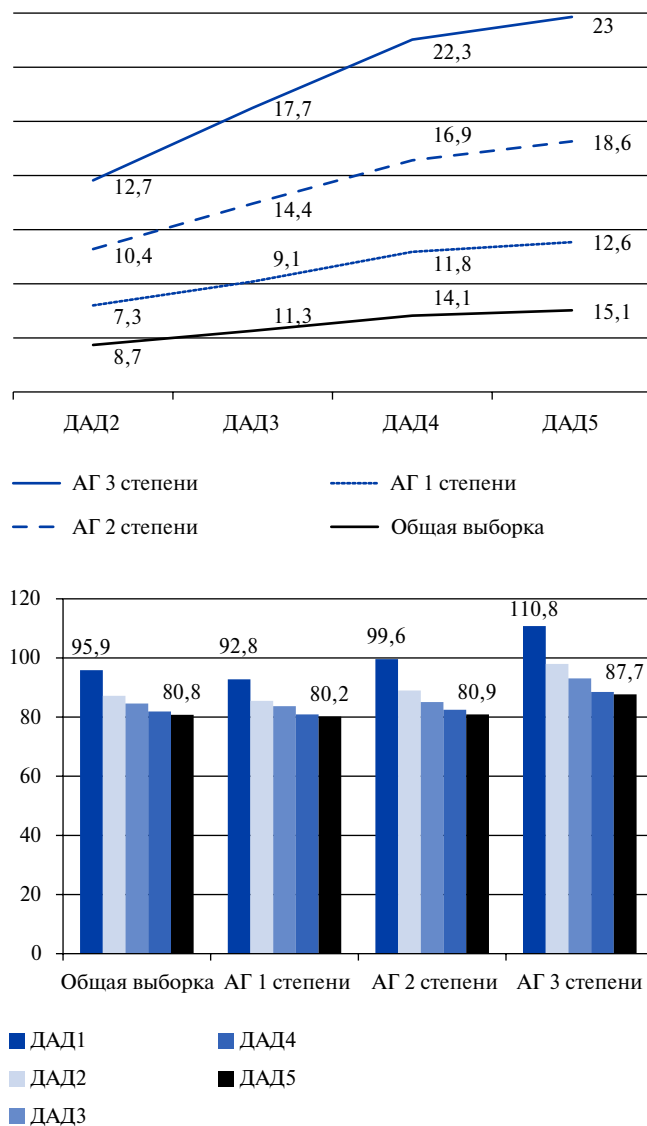 23
22,3
17,7
16,9
18,6
12,7
14,4
10,4
9,1
12,6
11,8
7,3
11,3
14,1
15,1
8,7
ДАД2 ДАД3 ДАД4 ДАД5
АГ 3 степени АГ 1 степени
АГ 2 степени Общая выборка
120
110,8
95,9 92,8 99,6
100
80,8 80,2 80,9 87,7
80
60
40
20
0
Общая выборка АГ 1 степени АГ 2 степени АГ 3 степени
ДАД1 ДАД4
ДАД2 ДАД5
ДАД3